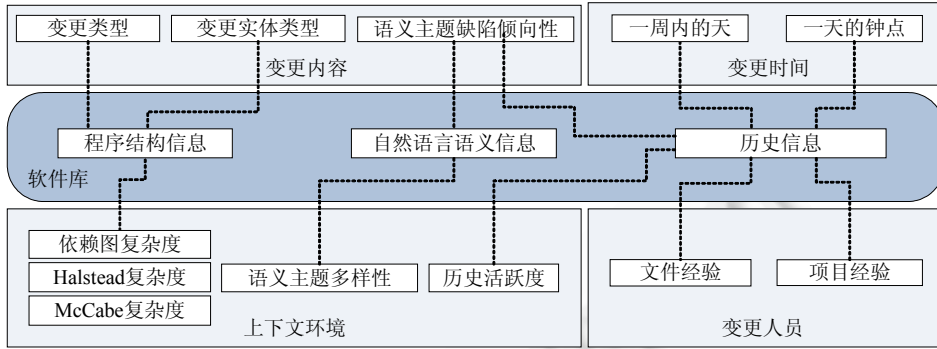 变更类型
变更实体类型
语义主题缺陷倾向性
变更内容
一周内的天
一天的钟点
变更时间
程序结构信息
自然语言语义信息
历史信息
软件库
依赖图复杂度
Halstead复杂度
McCabe复杂度
语义主题多样性
历史活跃度
上下文环境
文件经验
项目经验
变更人员